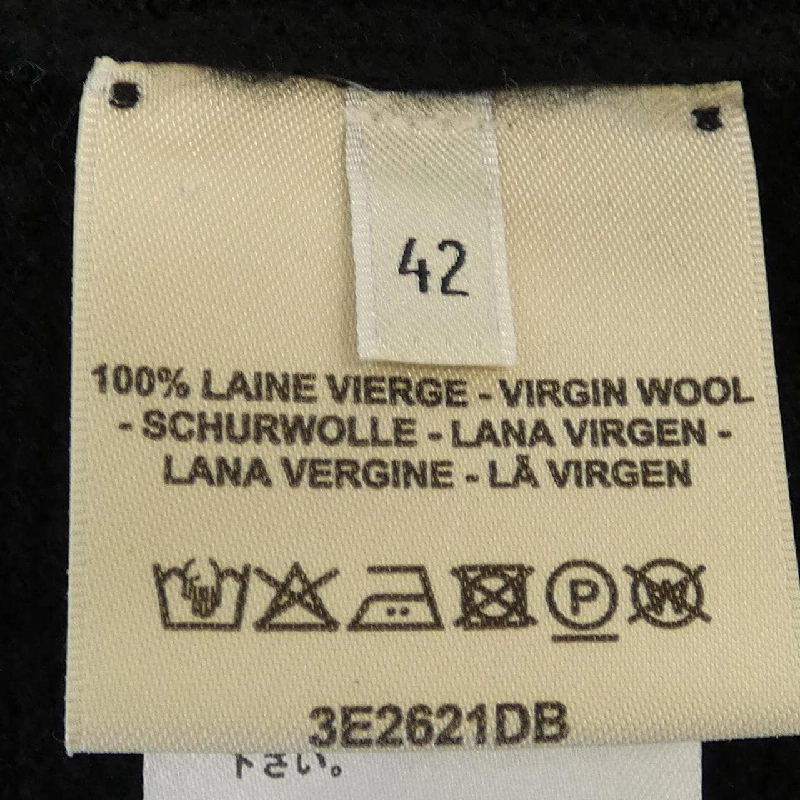 42
100% LAINE VIERGE - VIRGIN WOOL
- SCHURWOLLE - LANA VIRGEN -
LANA VERGINE - LÃ VIRGEN
P W
3E2621DB
下さい。